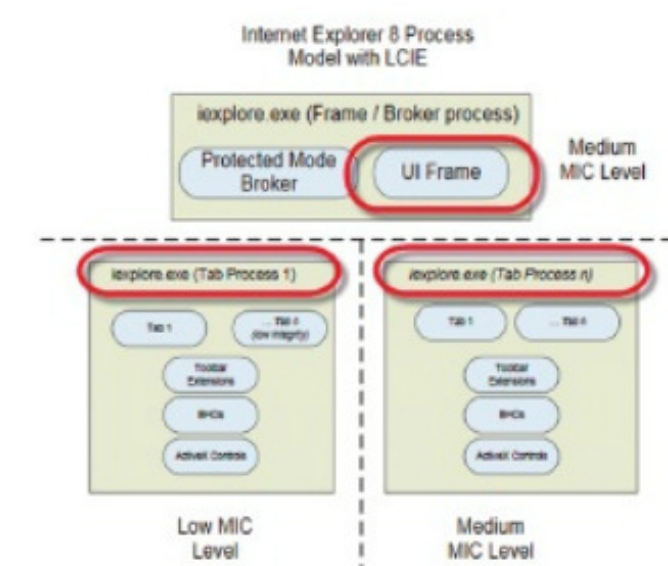 Internet Explorer 8 Process
Model with LCIE
iexplore.exe (Frame / Broker process)
Protected Mode
Broker
UI Frame
Medium
MIC Level
iexplore.exe (Tab Process 1)
Tab 1
... Tab n
(low integrity)
Toolbar
Extensions
BHOs
ActiveX Controls
iexplore.exe (Tab Process n)
Tab 1
... Tab n
Toolbar
Extensions
BHOs
ActiveX Controls
Low MIC
Level
Medium
MIC Level